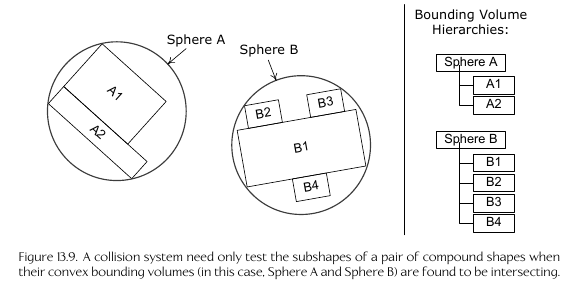 Sphere A
Sphere B
A1
A2
B2
B3
B1
B4
Bounding Volume
Hierarchies:
Sphere A
A1
A2
Sphere B
B1
B2
B3
B4
Figure 13.9. A collision system need only test the subshapes of a pair of compound shapes when
their convex bounding volumes (in this case, Sphere A and Sphere B) are found to be intersecting.